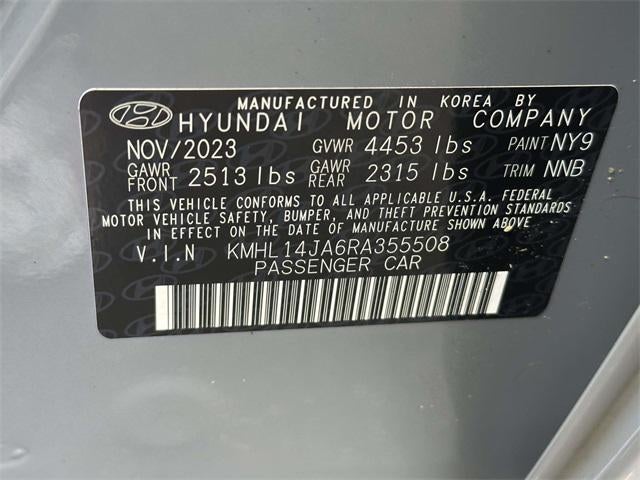 MANUFACTURED IN KOREA BY
HYUNDAI MOTOR COMPANY
NOV/2023 GVWR 4453 lbs PAINT NY9
GAWR FRONT 2513 lbs GAWR REAR 2315 lbs TRIM NNB
THIS VEHICLE CONFORMS TO ALL APPLICABLE U.S.A. FEDERAL
MOTOR VEHICLE SAFETY, BUMPER, AND THEFT PREVENTION STANDARDS
IN EFFECT ON THE DATE OF MANUFACTURE SHOWN ABOVE
V.I.N KMHL14JA6RA355508
PASSENGER CAR